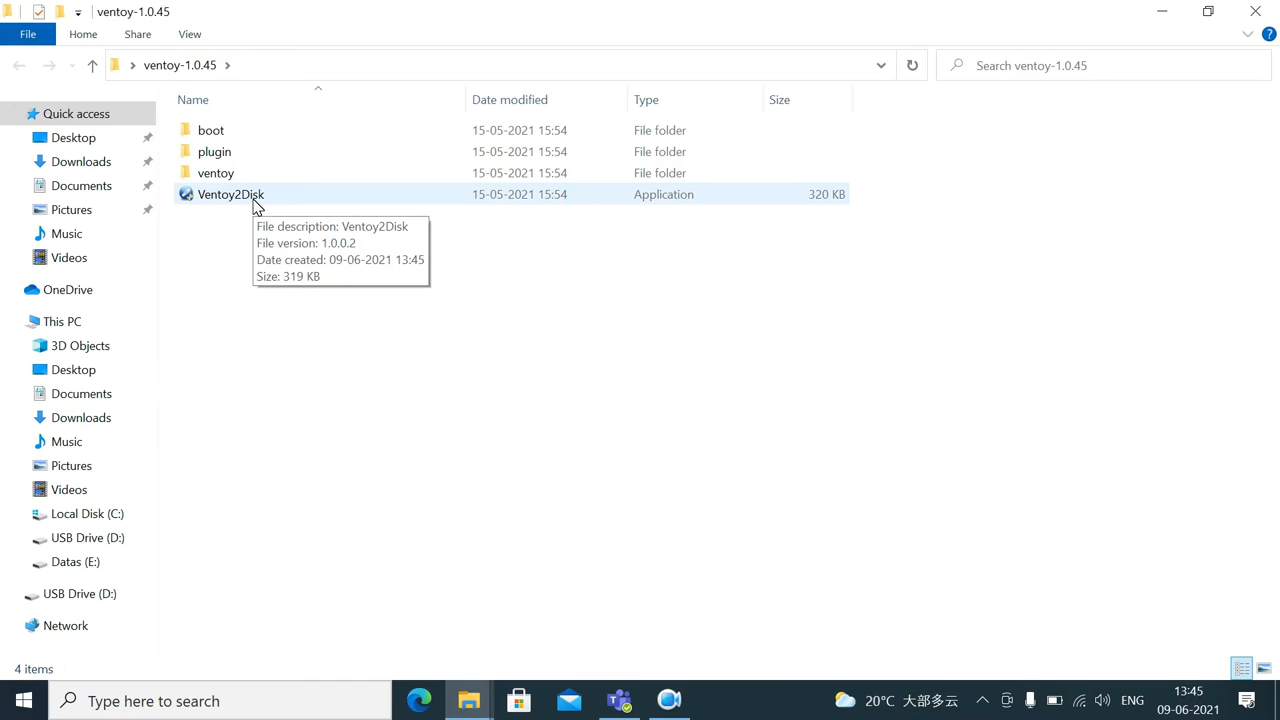 ventoy-1.0.45
File
Home
Share
View
ventoy-1.0.45
Search ventoy-1.0.45
Name
Date modified
Type
Size
Quick access
Desktop
Downloads
Documents
Pictures
Music
Videos
OneDrive
This PC
3D Objects
Desktop
Documents
Downloads
Music
Pictures
Videos
Local Disk (C:)
USB Drive (D:)
Datas (E:)
USB Drive (D:)
Network
boot 15-05-2021 15:54 File folder
plugin 15-05-2021 15:54 File folder
ventoy 15-05-2021 15:54 File folder
Ventoy2Disk 15-05-2021 15:54 Application 320 KB
File description: Ventoy2Disk
File version: 1.0.0.2
Date created: 09-06-2021 13:45
Size: 319 KB
4 items
Type here to search
20°C 大部多云
ENG
13:45
09-06-2021